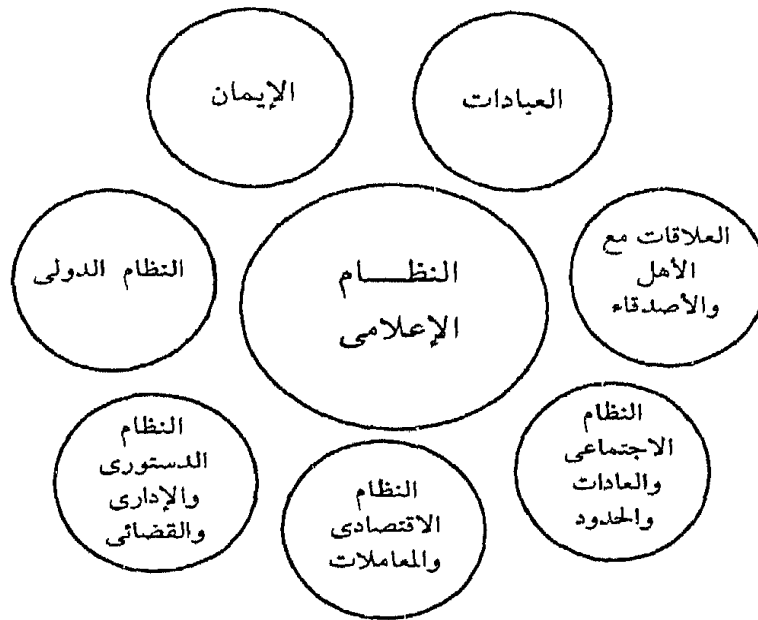 العبادات
الإيمان
العلاقات مع
الأهل
والأصدقاء
النظــــام
الإعلامى
النظام الدولى
النظام
الاجتماعى
والعادات
والحدود
النظام
الاقتصادى
والمعاملات
النظام
الدستورى
والإدارى
والقضائى